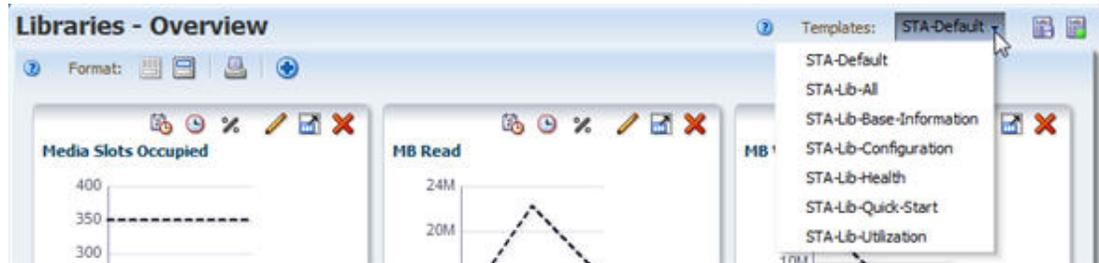 Libraries - Overview
Templates: STA-Default
Format:
STA-Default
STA-Lib-All
STA-Lib-Base-Information
STA-Lib-Configuration
STA-Lib-Health
STA-Lib-Quick-Start
STA-Lib-Utilization
Media Slots Occupied
400
350
300
MB Read
24M
20M
MB
10M